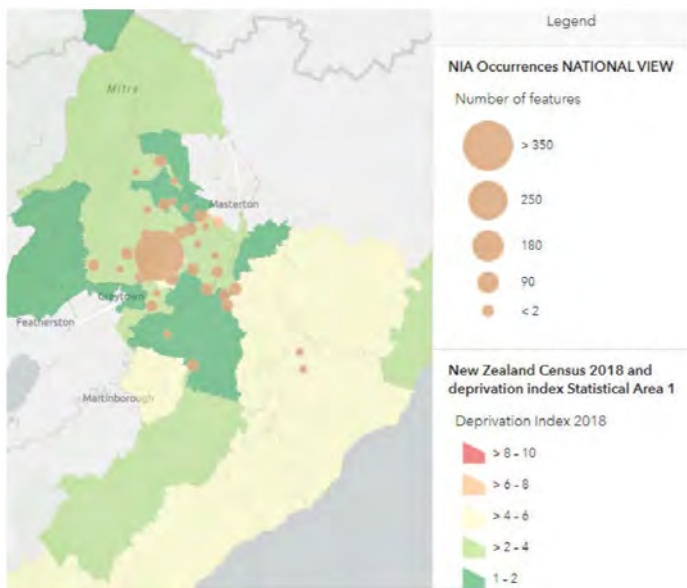 Mitre
Masterton
Greytown
Featherston
Martinborough
Legend
NIA Occurrences NATIONAL VIEW
Number of features
> 350
250
180
90
< 2
New Zealand Census 2018 and
deprivation index Statistical Area 1
Deprivation Index 2018
> 8 - 10
> 6 - 8
> 4 - 6
> 2 - 4
1 - 2